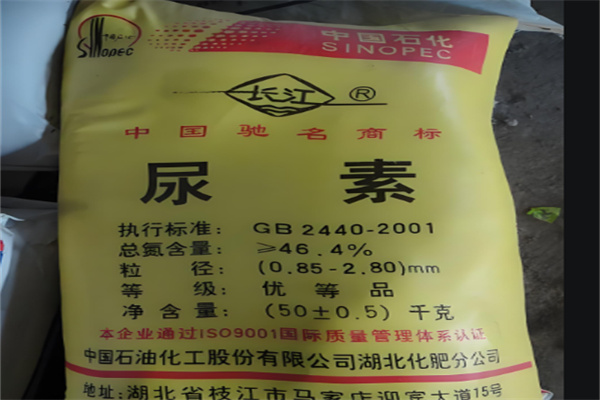 中国石化
SINOPEC
中国石化
SINOPEC
长江®
中国驰名商标
尿素
执行标准: GB 2440-2001
总氮含量: ≥46.4%
粒径: (0.85-2.80)mm
等级: 优等品
净含量: (50±0.5) 千克
本企业通过ISO9001国际质量管理体系认证
中国石油化工股份有限公司湖北化肥分公司
地址: 湖北省枝江市马家店迎宾大道15号